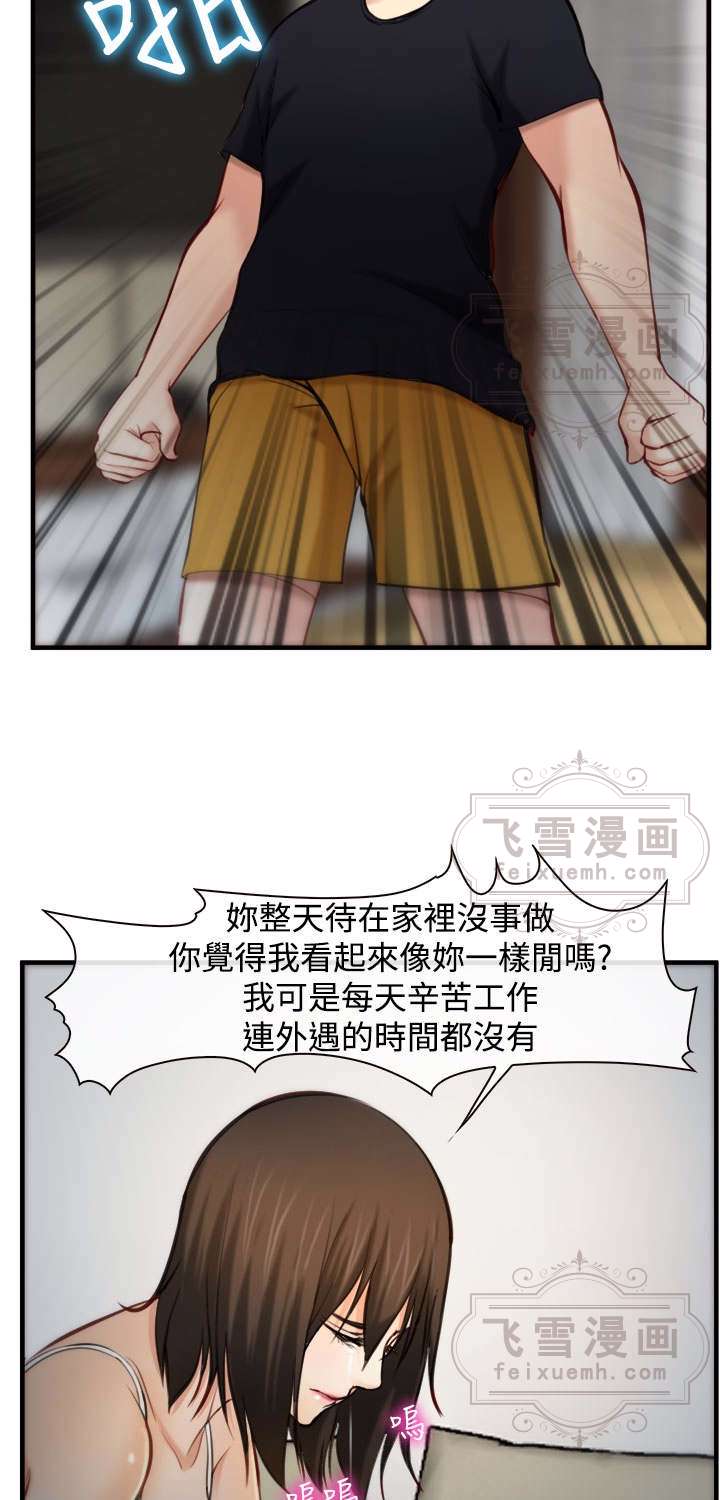 啪
飞雪漫画
feixuemh.com
飞雪漫画
feixuemh.com
妳整天待在家裡沒事做
你覺得我看起來像妳一樣閒嗎?
我可是每天辛苦工作
連外遇的時間都沒有
飞雪漫画
feixuemh.com
嗚
嗚嗚